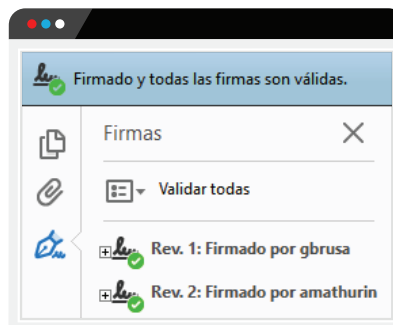 Firmado y todas las firmas son válidas.
Firmas
Validar todas
Rev. 1: Firmado por gbrusa
Rev. 2: Firmado por amathurin